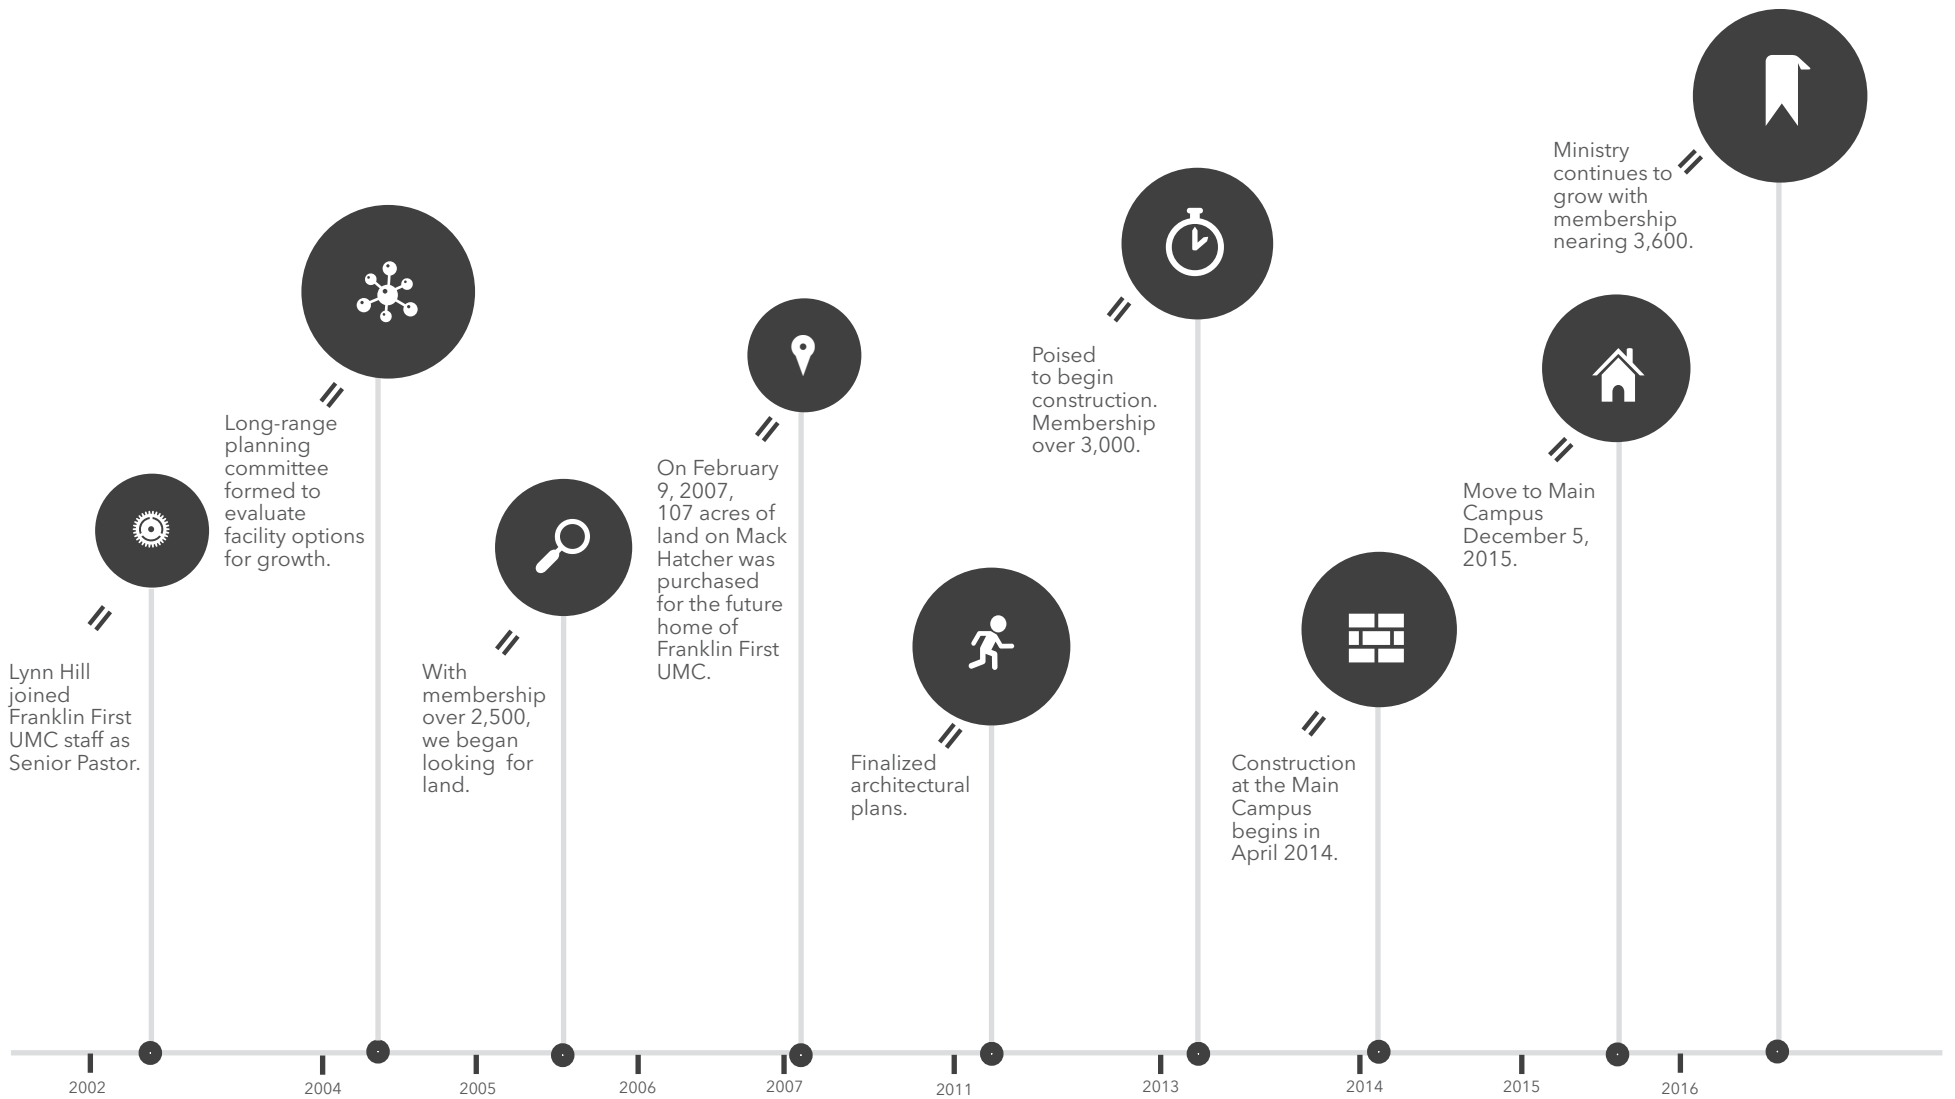 Lynn Hill
joined
Franklin First
UMC staff as
Senior Pastor.
Long-range
planning
committee
formed to
evaluate
facility options
for growth.
With
membership
over 2,500,
we began
looking  for
land.
On February
9, 2007,
107 acres of
land on Mack
Hatcher was
purchased
for the future
home of
Franklin First
UMC.
Finalized
architectural
plans.
Poised
to begin
construction.
Membership
over 3,000.
Construction
at the Main
Campus
begins in
April 2014.
Move to Main
Campus
December 5,
2015.
Ministry
continues to
grow with
membership
nearing 3,600.
2002 2004 2005 2006 2007 2011 2013 2014 2015 2016